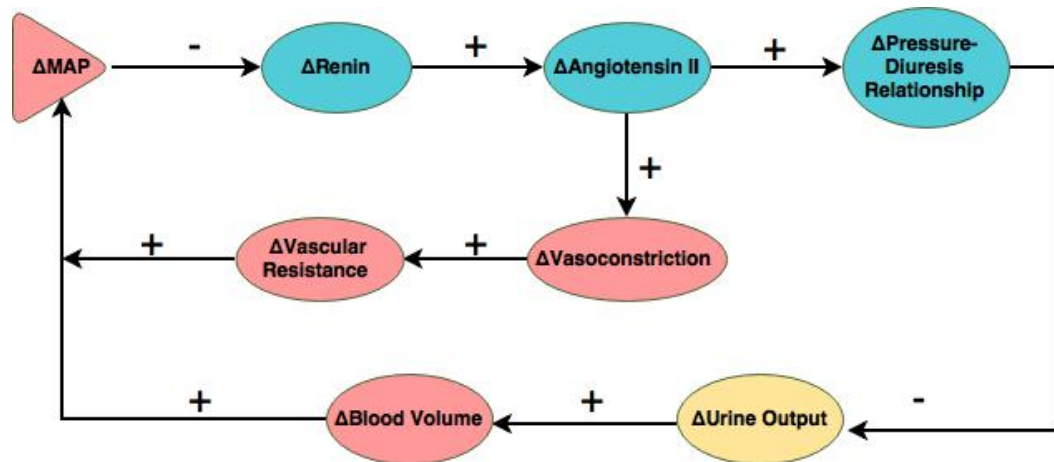 ΔMAP
-
ΔRenin
+
ΔAngiotensin II
+
ΔPressure-
Diuresis
Relationship
+
+
ΔVascular
Resistance
+
ΔVasoconstriction
+
ΔBlood Volume
+
ΔUrine Output
-